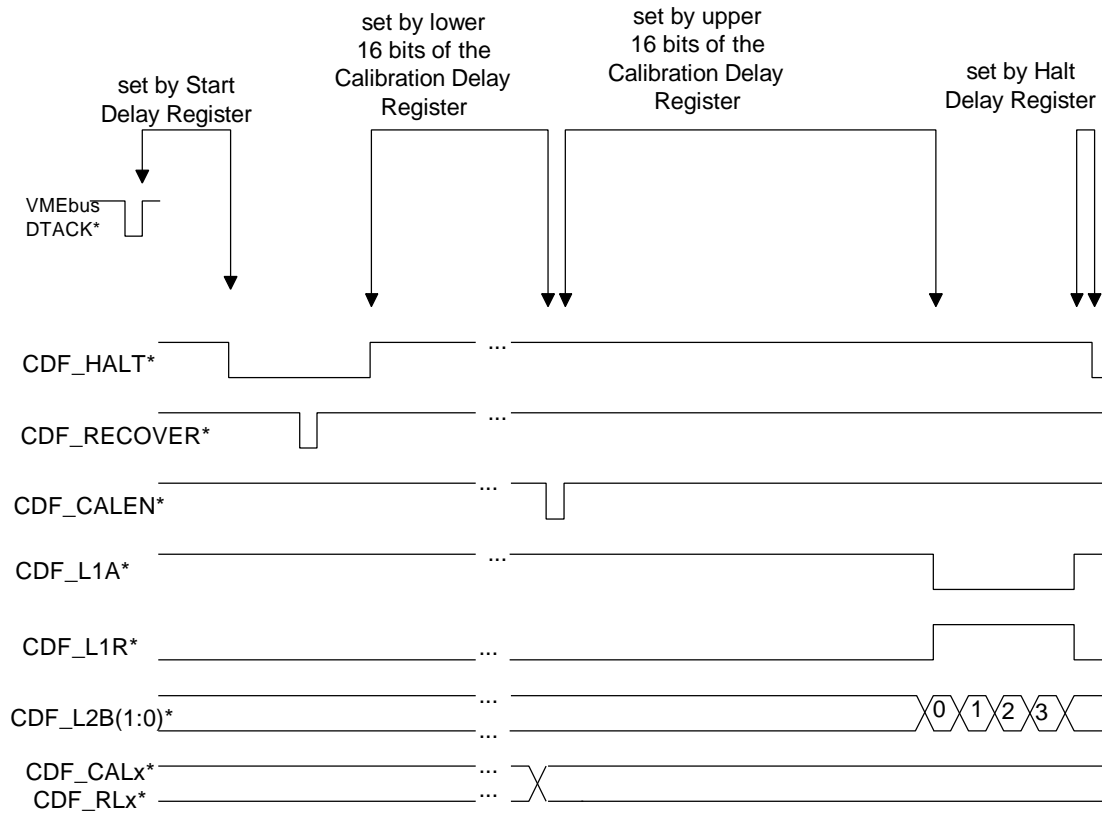 set by Start
Delay Register
set by lower
16 bits of the
Calibration Delay
Register
set by upper
16 bits of the
Calibration Delay
Register
set by Halt
Delay Register
VMEbus
DTACK*
CDF_HALT*
...
CDF_RECOVER*
...
CDF_CALEN*
...
CDF_L1A*
...
CDF_L1R*
...
CDF_L2B(1:0)*
...
...
0 1 2 3
CDF_CALx*
...
CDF_RLx*
...